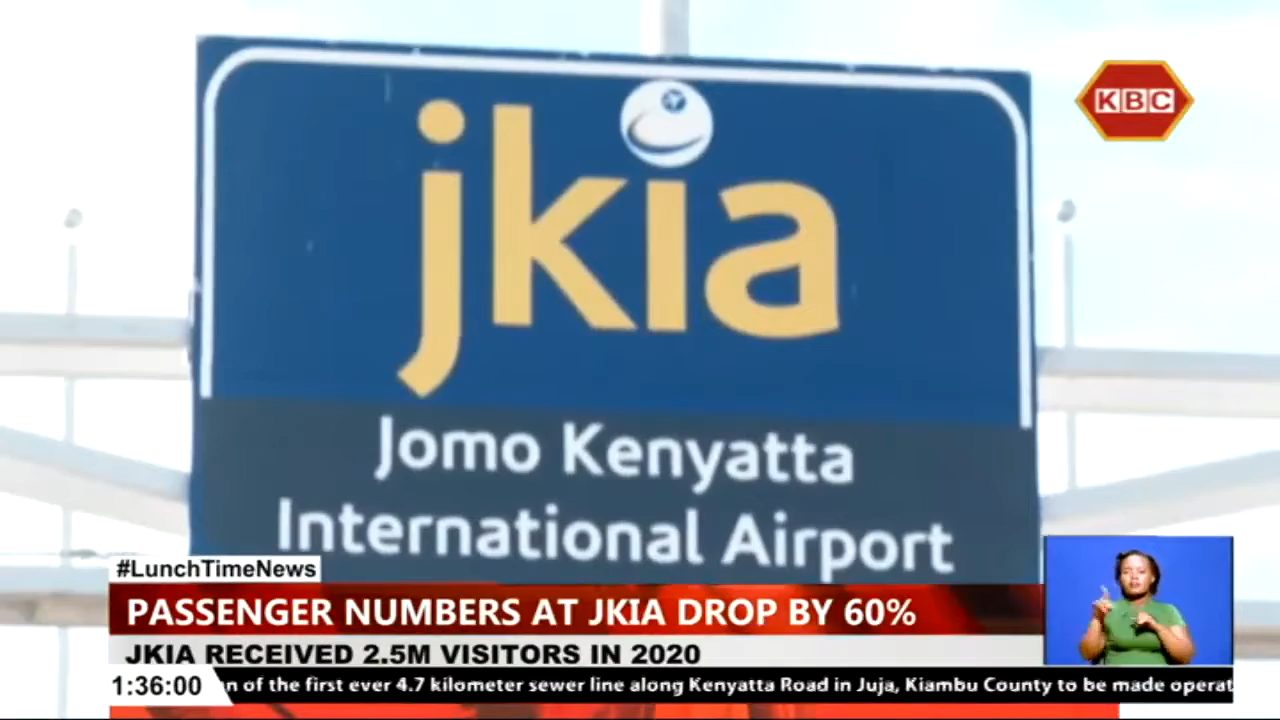 KBC
jkia
Jomo Kenyatta
International Airport
#LunchTimeNews
PASSENGER NUMBERS AT JKIA DROP BY 60%
JKIA RECEIVED 2.5M VISITORS IN 2020
1:36:00
of the first ever 4.7 kilometer sewer line along Kenyatta Road in Juja, Kiambu County to be made